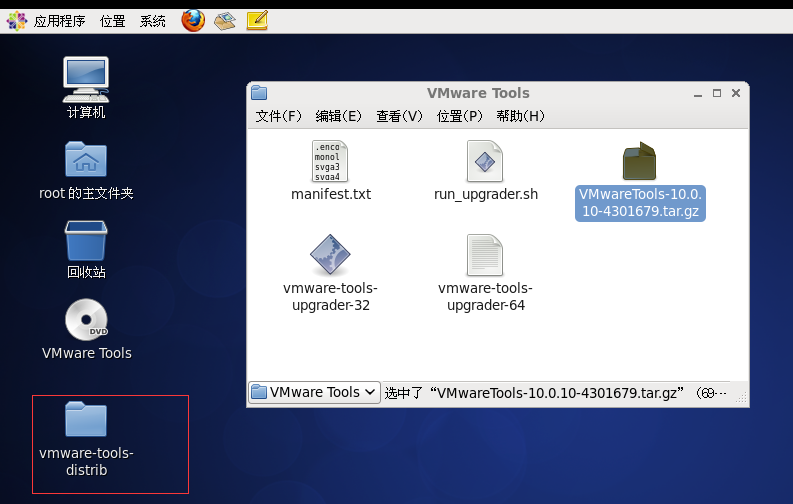 应用程序 位置 系统
计算机
root 的主文件夹
回收站
DVD
VMware Tools
vmware-tools-
distrib
VMware Tools
文件(F) 编辑(E) 查看(V) 位置(P) 帮助(H)
.enco
monol
svga3
svga4
manifest.txt
run_upgrader.sh
VMwareTools-10.0.
10-4301679.tar.gz
vmware-tools-
upgrader-32
vmware-tools-
upgrader-64
VMware Tools
选中了“VMwareTools-10.0.10-4301679.tar.gz”